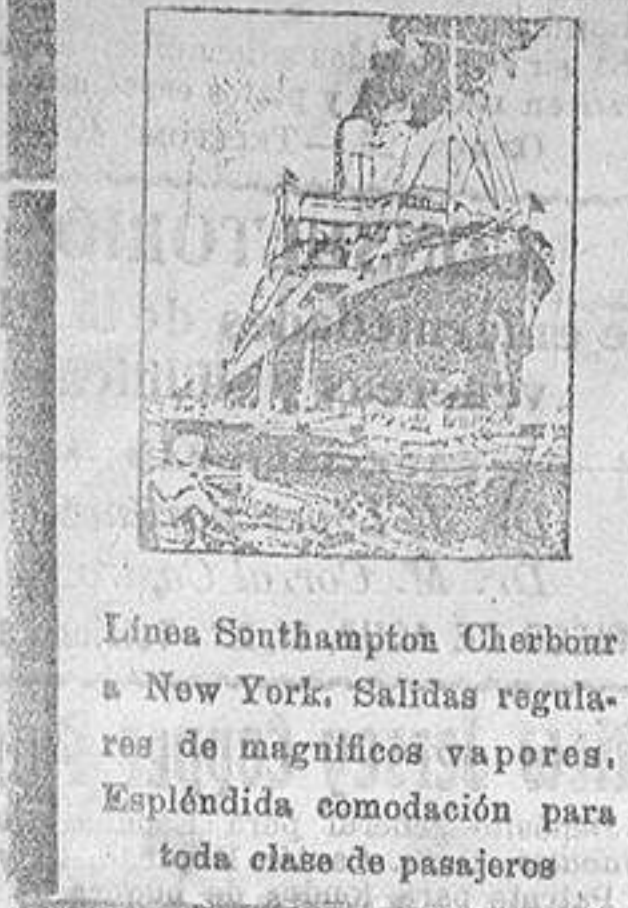 Línea Southampton Cherbour
a New York. Salidas regula-
res de magníficos vapores.
Espléndida comodación para
toda clase de pasajeros